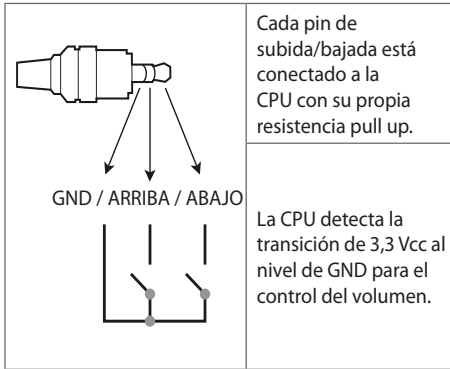 Cada pin de
subida/bajada está
conectado a la
CPU con su propia
resistencia pull up.
GND / ARRIBA / ABAJO
La CPU detecta la
transición de 3,3 Vcc al
nivel de GND para el
control del volumen.